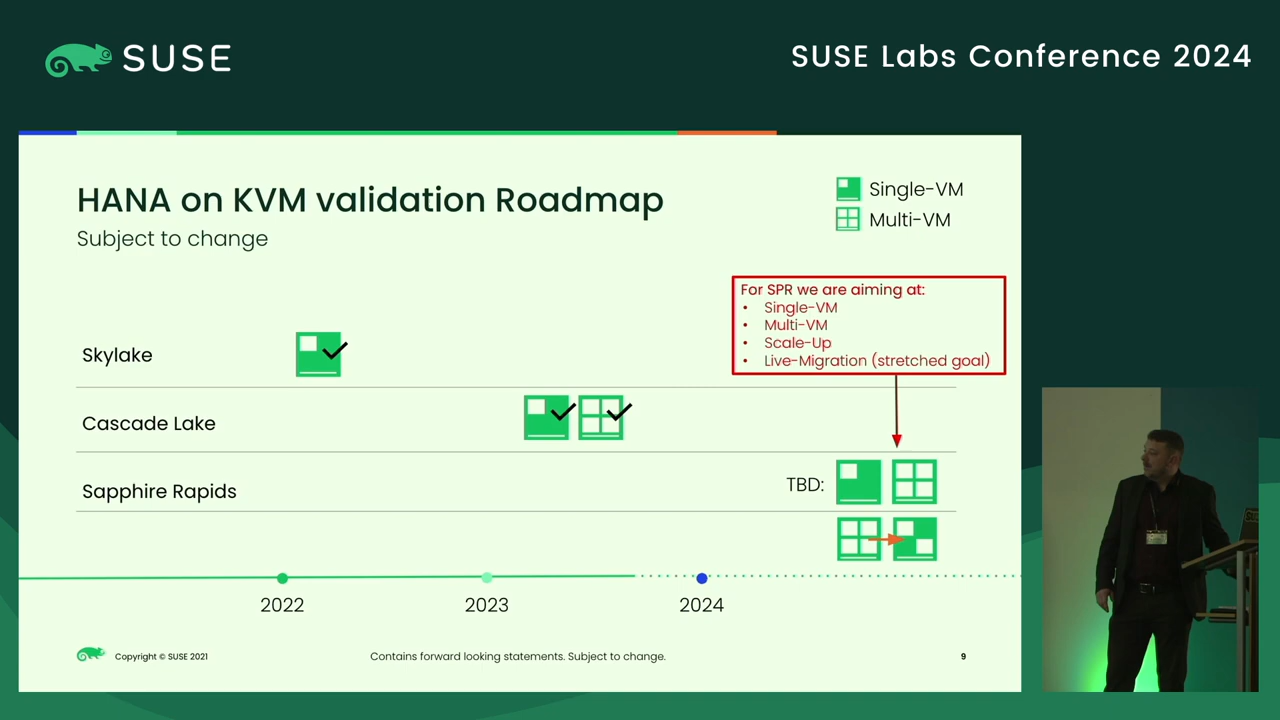 SUSE
SUSE Labs Conference 2024
HANA on KVM validation Roadmap
Subject to change
Single-VM
Multi-VM
For SPR we are aiming at:
• Single-VM
• Multi-VM
• Scale-Up
• Live-Migration (stretched goal)
Skylake
Cascade Lake
Sapphire Rapids
TBD:
2022
2023
2024
Copyright © SUSE 2021
Contains forward looking statements. Subject to change.
9